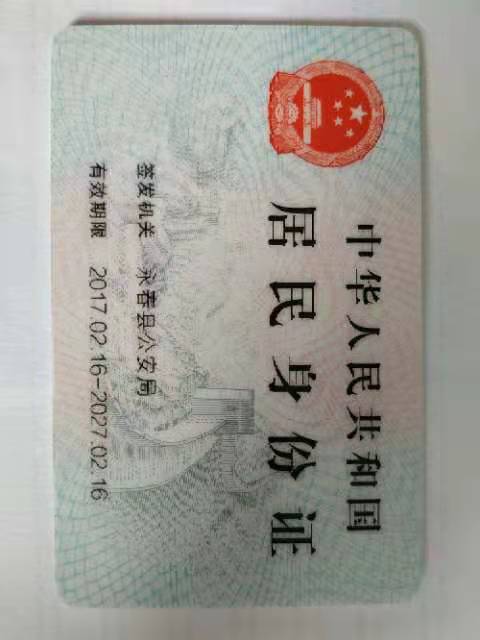 中华人民共和国
居民身份证
签发机关 永春县公安局
有效期限 2017.02.16-2027.02.16